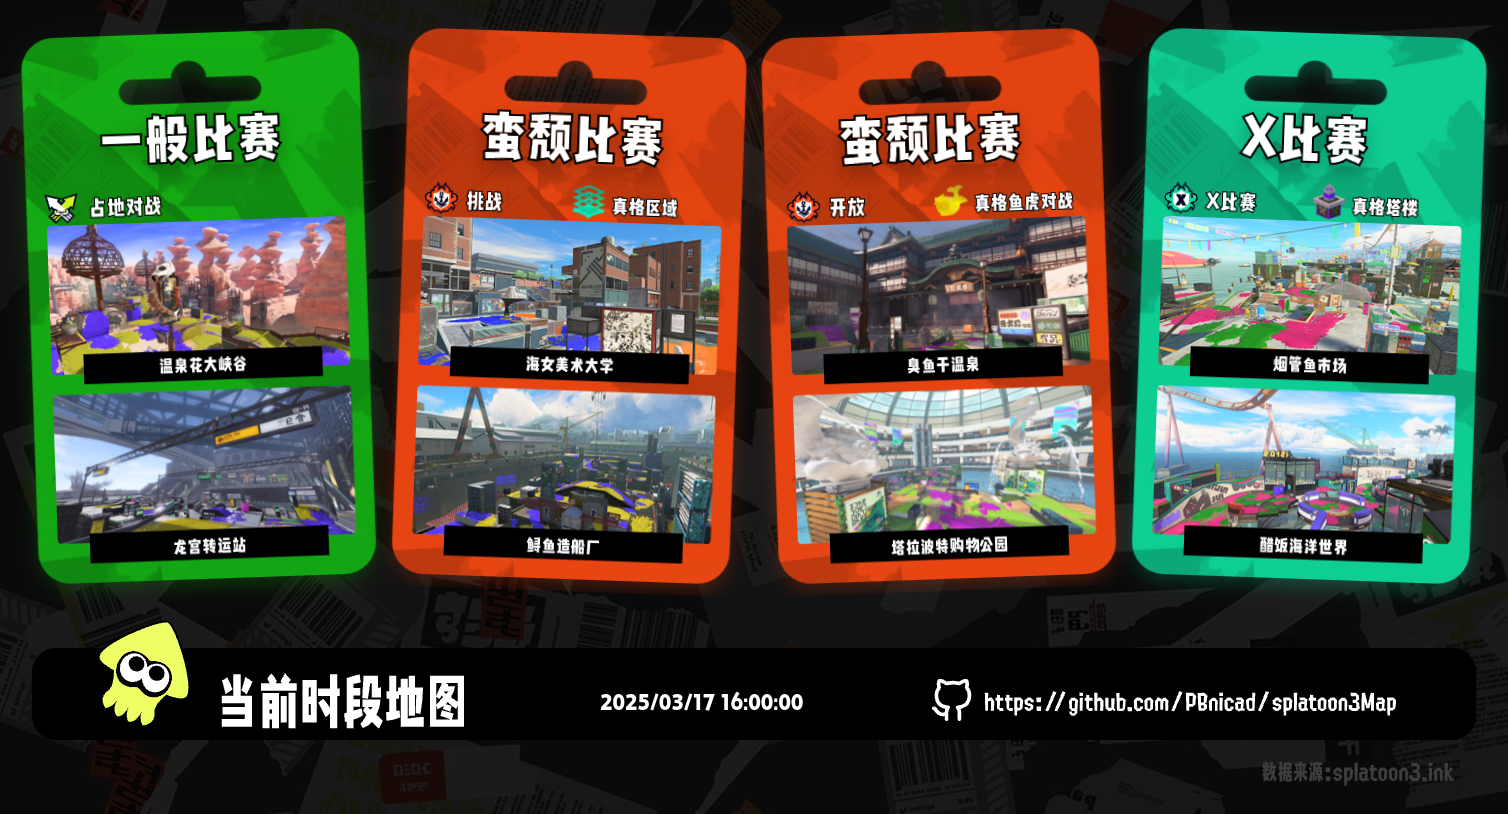 一般比赛
占地对战
温泉花大峡谷
龙宫转运站
蛮颓比赛
挑战
真格区域
海女美术大学
鲟鱼造船厂
蛮颓比赛
开放
真格鱼虎对战
臭鱼干温泉
塔拉波特购物公园
X比赛
X比赛
真格塔楼
烟管鱼市场
醋饭海洋世界
当前时段地图
2025/03/17 16:00:00
https://github.com/PBnicad/splatoon3Map
数据来源:splatoon3.ink